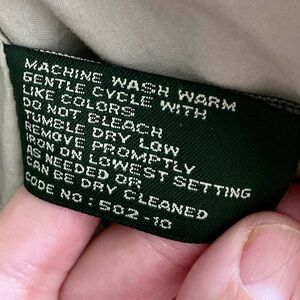 MACHINE WASH WARM
GENTLE CYCLE WITH
LIKE COLORS
DO NOT BLEACH
TUMBLE DRY LOW
REMOVE PROMPTLY
IRON ON LOWEST SETTING
AS NEEDED OR
CAN BE DRY CLEANED
CODE NO: 502-10